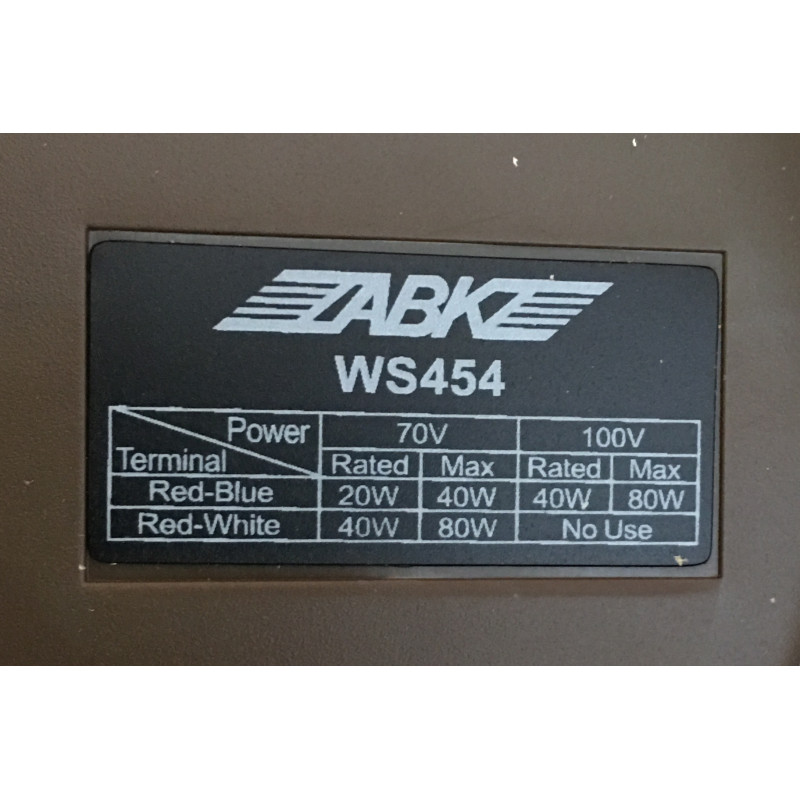 ABK
WS454
Power 70V 100V
Terminal Rated Max Rated Max
Red-Blue 20W 40W 40W 80W
Red-White 40W 80W No Use